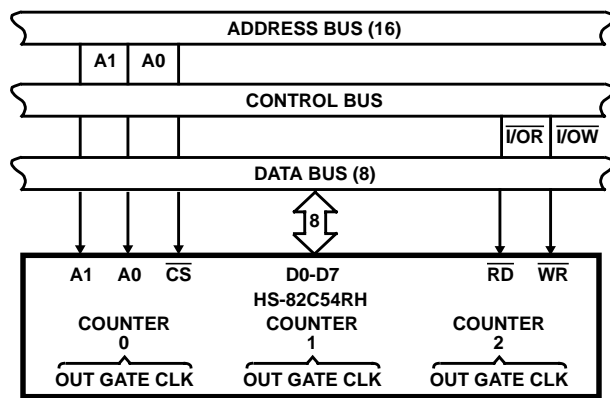 ADDRESS BUS (16)
A1 A0
CONTROL BUS
I/OR I/OW
DATA BUS (8)
8
A1 A0 CS D0-D7 RD WR
HS-82C54RH
COUNTER COUNTER COUNTER
0 1 2
OUT GATE CLK OUT GATE CLK OUT GATE CLK